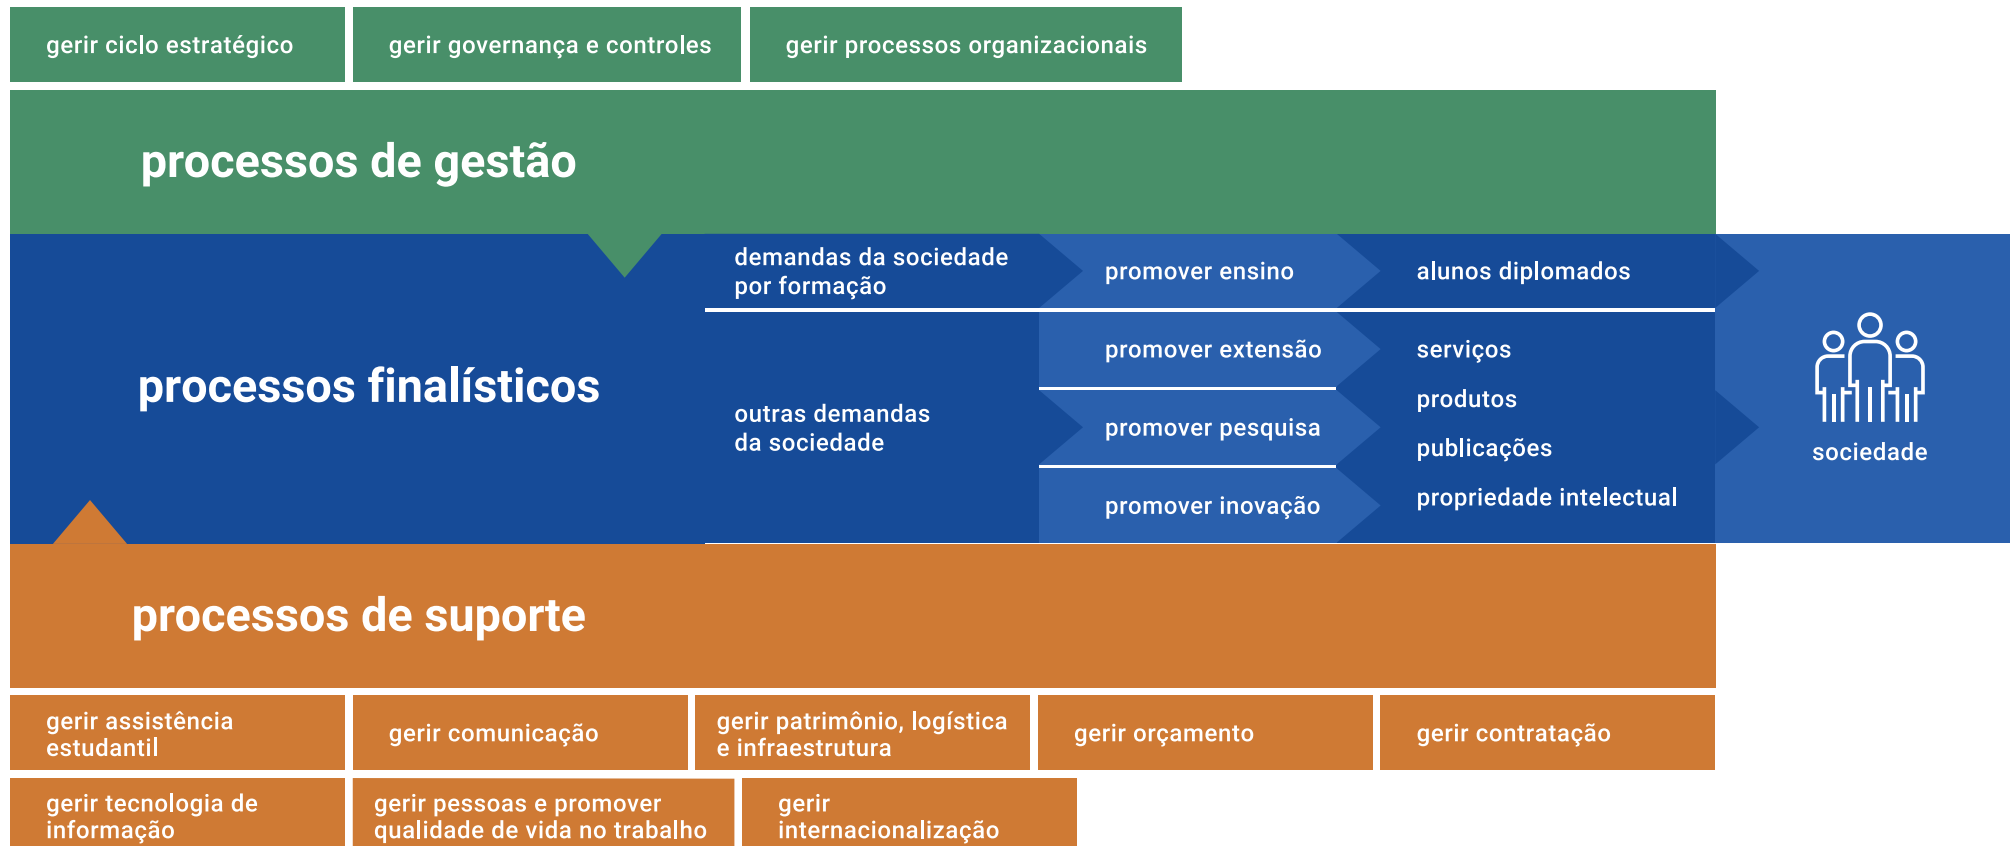 gerir ciclo estratégico
gerir governança e controles
gerir processos organizacionais
processos de gestão
processos finalísticos
demandas da sociedade
por formação
promover ensino
alunos diplomados
outras demandas
da sociedade
promover extensão
promover pesquisa
promover inovação
serviços
produtos
publicações
propriedade intelectual
sociedade
processos de suporte
gerir assistência
estudantil
gerir comunicação
gerir patrimônio, logística
e infraestrutura
gerir orçamento
gerir contratação
gerir tecnologia de
informação
gerir pessoas e promover
qualidade de vida no trabalho
gerir
internacionalização